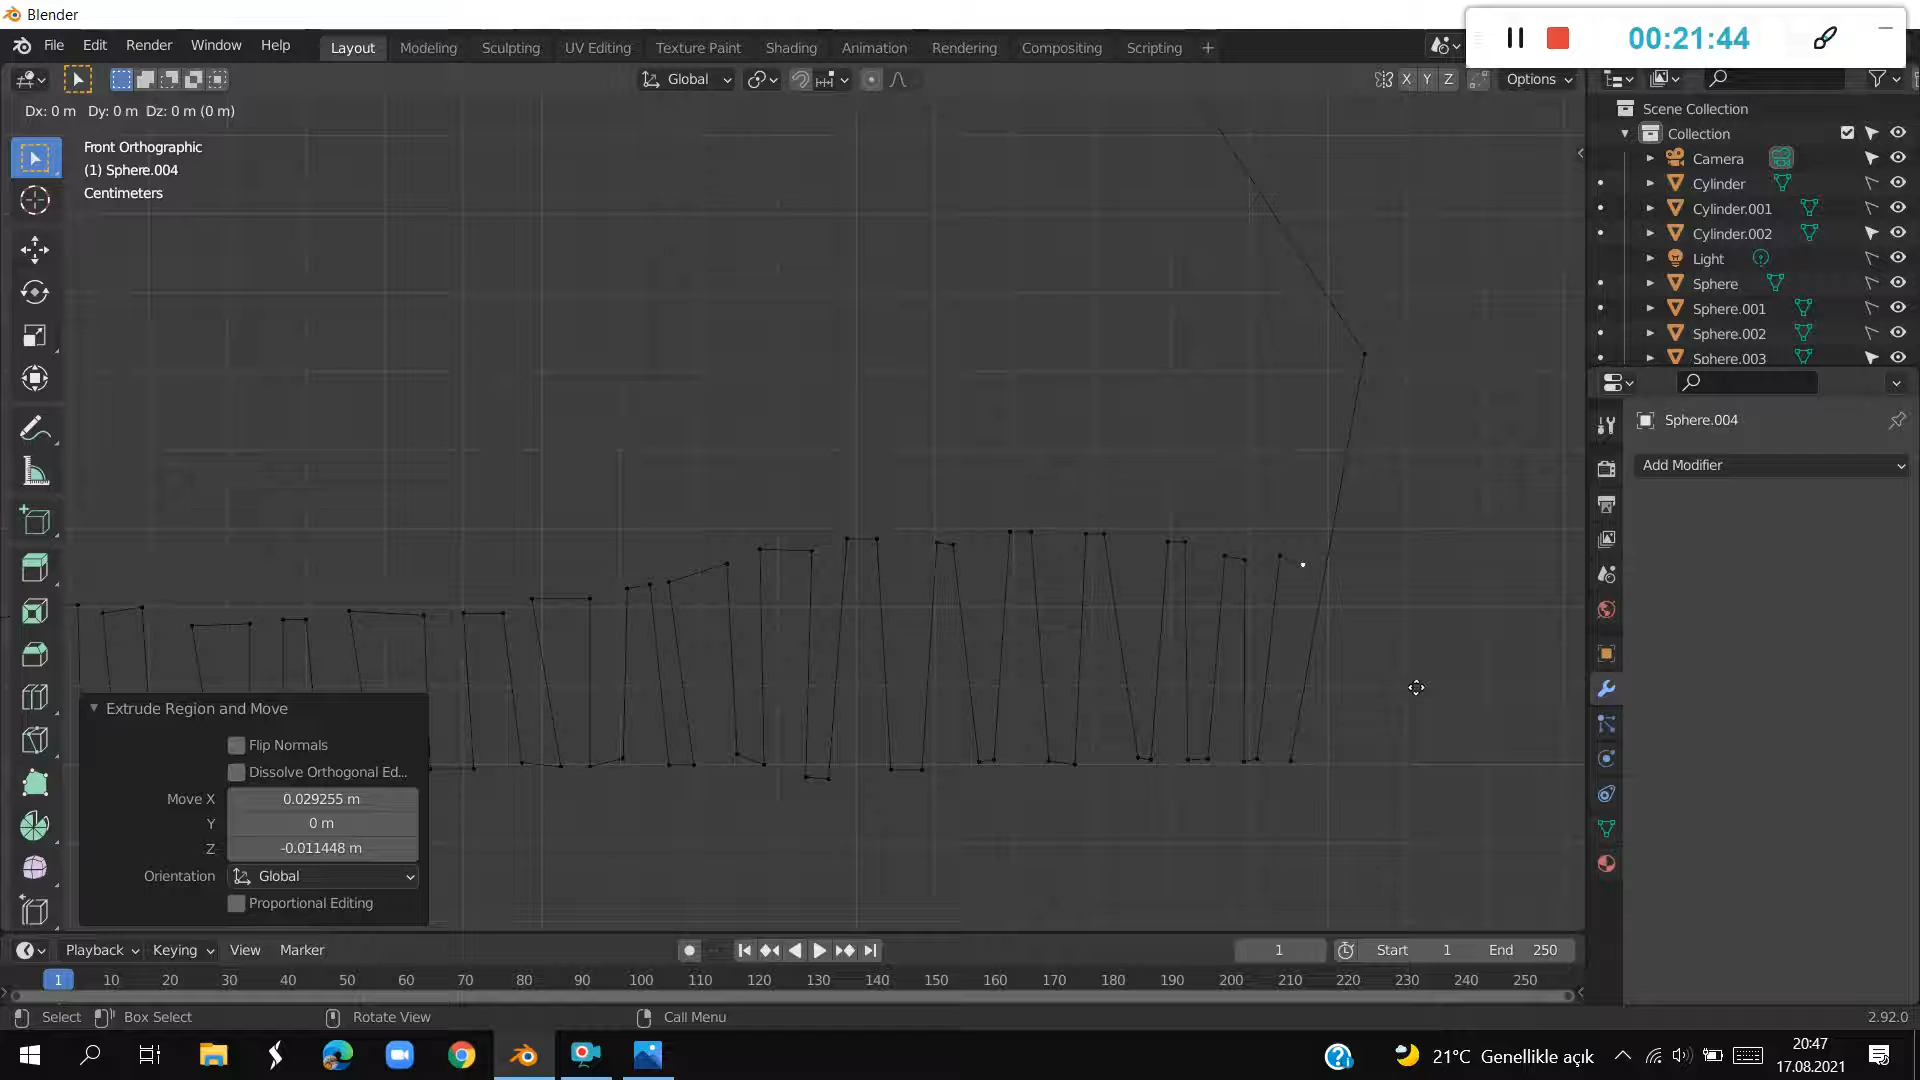 Blender
File Edit Render Window Help
Layout Modeling Sculpting UV Editing Texture Paint Shading Animation Rendering Compositing Scripting +
00:21:44
Global
X Y Z Options
Dx: 0 m Dy: 0 m Dz: 0 m (0 m)
Front Orthographic
(1) Sphere.004
Centimeters
Scene Collection
Collection
Camera
Cylinder
Cylinder.001
Cylinder.002
Light
Sphere
Sphere.001
Sphere.002
Sphere.003
Sphere.004
Add Modifier
Extrude Region and Move
Flip Normals
Dissolve Orthogonal Ed...
Move X 0.029255 m
Y 0 m
Z -0.011448 m
Orientation Global
Proportional Editing
Playback Keying View Marker
1 Start 1 End 250
1 10 20 30 40 50 60 70 80 90 100 110 120 130 140 150 160 170 180 190 200 210 220 230 240 250
Select Box Select Rotate View Call Menu 2.92.0
21°C Genellikle açık
20:47
17.08.2021